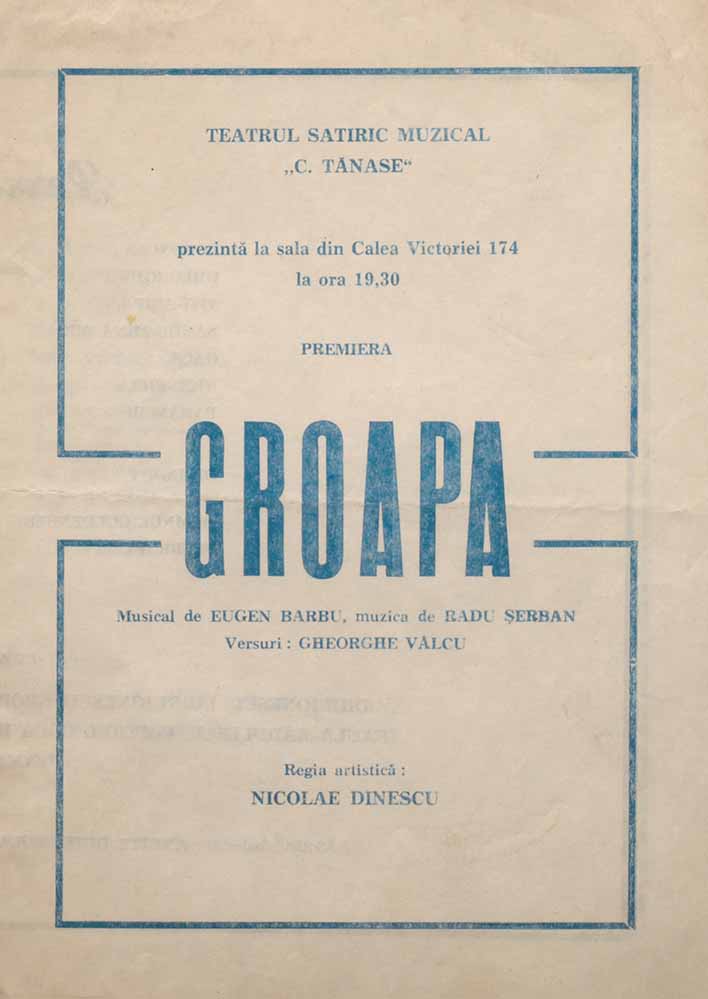 TEATRUL SATIRIC MUZICAL
„C. TĂNASE“
prezintă la sala din Calea Victoriei 174
la ora 19,30
PREMIERA
GROAPA
Musical de EUGEN BARBU, muzica de RADU ȘERBAN
Versuri : GHEORGHE VÂLCU
Regia artistică :
NICOLAE DINESCU